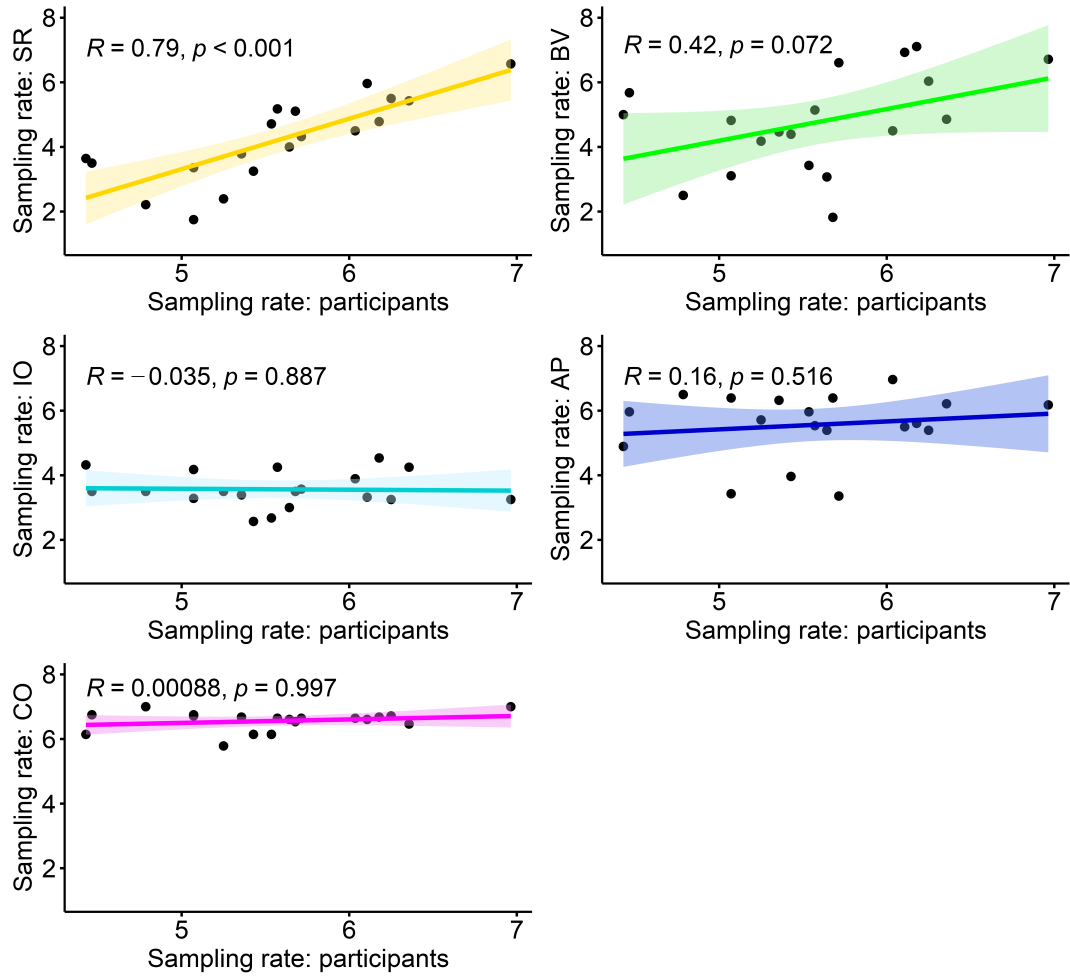 8
6
4
2
Sampling rate: SR
R = 0.79, p < 0.001
5 6 7
Sampling rate: participants
8
6
4
2
Sampling rate: BV
R = 0.42, p = 0.072
5 6 7
Sampling rate: participants
8
6
4
2
Sampling rate: IO
R = −0.035, p = 0.887
5 6 7
Sampling rate: participants
8
6
4
2
Sampling rate: AP
R = 0.16, p = 0.516
5 6 7
Sampling rate: participants
8
6
4
2
Sampling rate: CO
R = 0.00088, p = 0.997
5 6 7
Sampling rate: participants